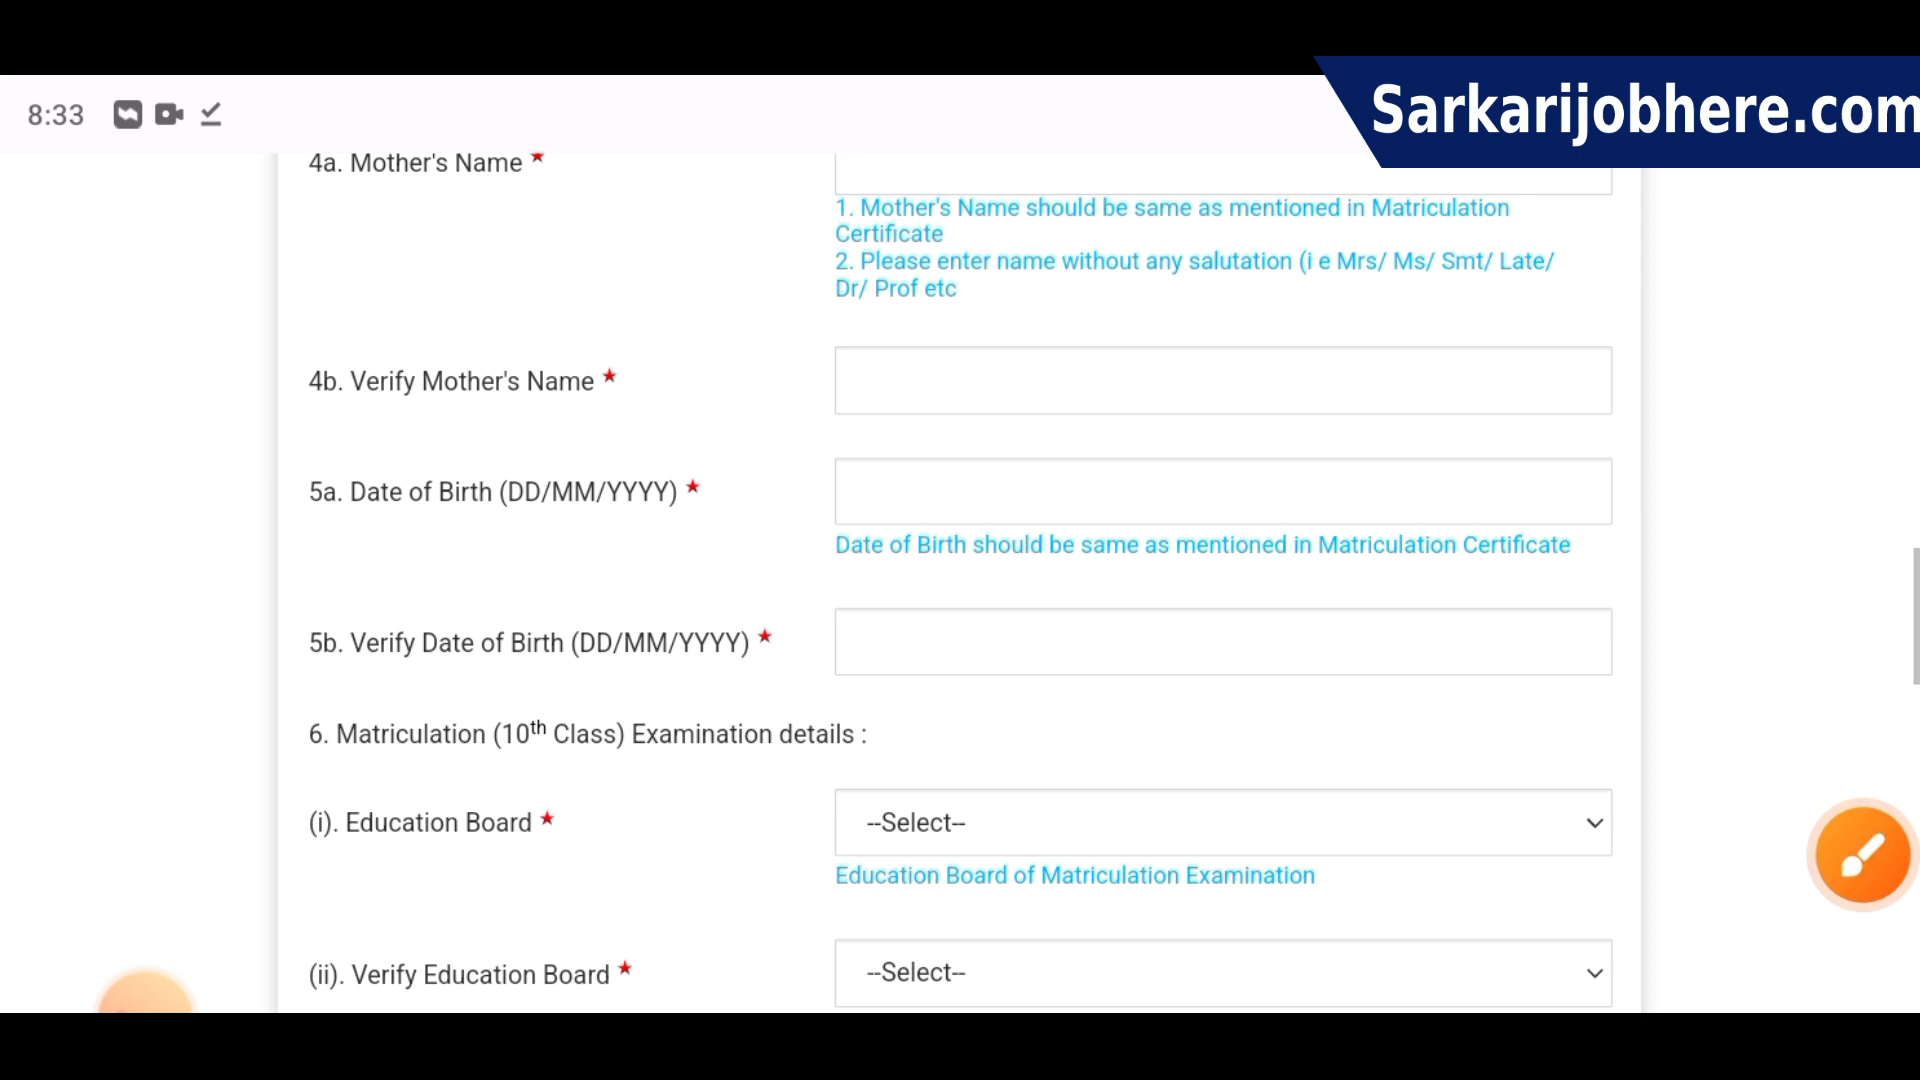 8:33
Sarkarijobhere.com
4a. Mother's Name *
1. Mother's Name should be same as mentioned in Matriculation
Certificate
2. Please enter name without any salutation (i e Mrs/ Ms/ Smt/ Late/
Dr/ Prof etc
4b. Verify Mother's Name *
5a. Date of Birth (DD/MM/YYYY) *
Date of Birth should be same as mentioned in Matriculation Certificate
5b. Verify Date of Birth (DD/MM/YYYY) *
6. Matriculation (10th Class) Examination details :
(i). Education Board *
--Select--
Education Board of Matriculation Examination
(ii). Verify Education Board *
--Select--